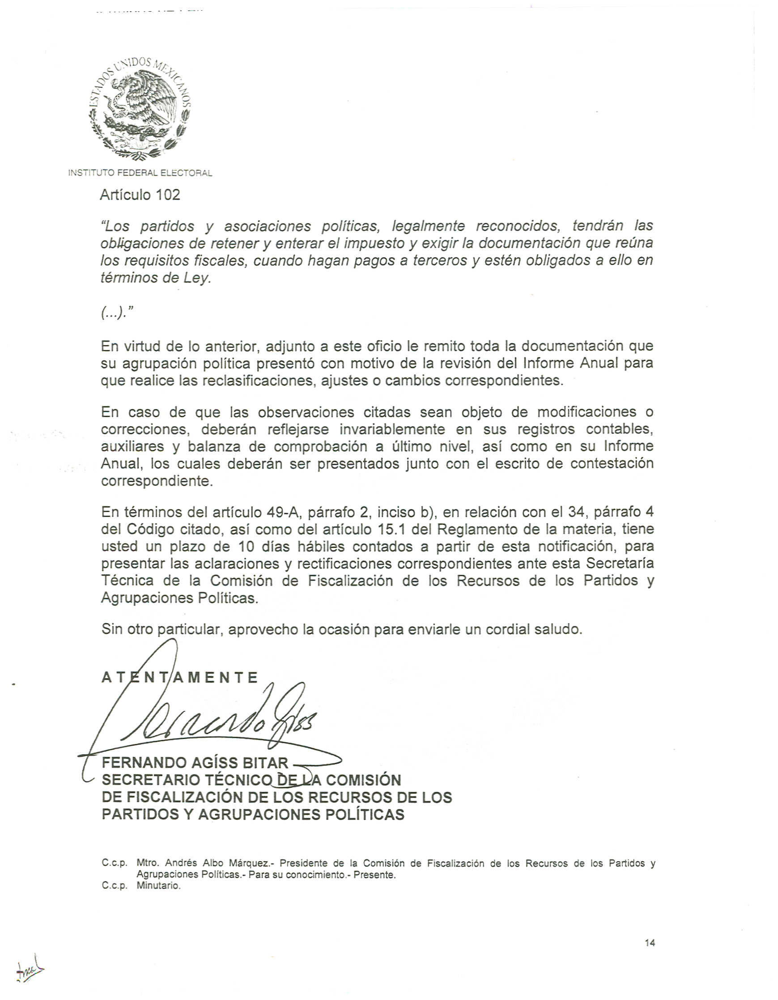 ESTADOS UNIDOS MEXICANOS
INSTITUTO FEDERAL ELECTORAL
Artículo 102
“Los partidos y asociaciones políticas, legalmente reconocidos, tendrán las
obligaciones de retener y enterar el impuesto y exigir la documentación que reúna
los requisitos fiscales, cuando hagan pagos a terceros y estén obligados a ello en
términos de Ley.
(...).”
En virtud de lo anterior, adjunto a este oficio le remito toda la documentación que
su agrupación política presentó con motivo de la revisión del Informe Anual para
que realice las reclasificaciones, ajustes o cambios correspondientes.
En caso de que las observaciones citadas sean objeto de modificaciones o
correcciones, deberán reflejarse invariablemente en sus registros contables,
auxiliares y balanza de comprobación a último nivel, así como en su Informe
Anual, los cuales deberán ser presentados junto con el escrito de contestación
correspondiente.
En términos del artículo 49-A, párrafo 2, inciso b), en relación con el 34, párrafo 4
del Código citado, así como del artículo 15.1 del Reglamento de la materia, tiene
usted un plazo de 10 días hábiles contados a partir de esta notificación, para
presentar las aclaraciones y rectificaciones correspondientes ante esta Secretaría
Técnica de la Comisión de Fiscalización de los Recursos de los Partidos y
Agrupaciones Políticas.
Sin otro particular, aprovecho la ocasión para enviarle un cordial saludo.
A T E N T A M E N T E
FERNANDO AGÍSS BITAR
SECRETARIO TÉCNICO DE LA COMISIÓN
DE FISCALIZACIÓN DE LOS RECURSOS DE LOS
PARTIDOS Y AGRUPACIONES POLÍTICAS
C.c.p. Mtro. Andrés Albo Márquez.- Presidente de la Comisión de Fiscalización de los Recursos de los Partidos y
Agrupaciones Políticas.- Para su conocimiento.- Presente.
C.c.p. Minutario.
14